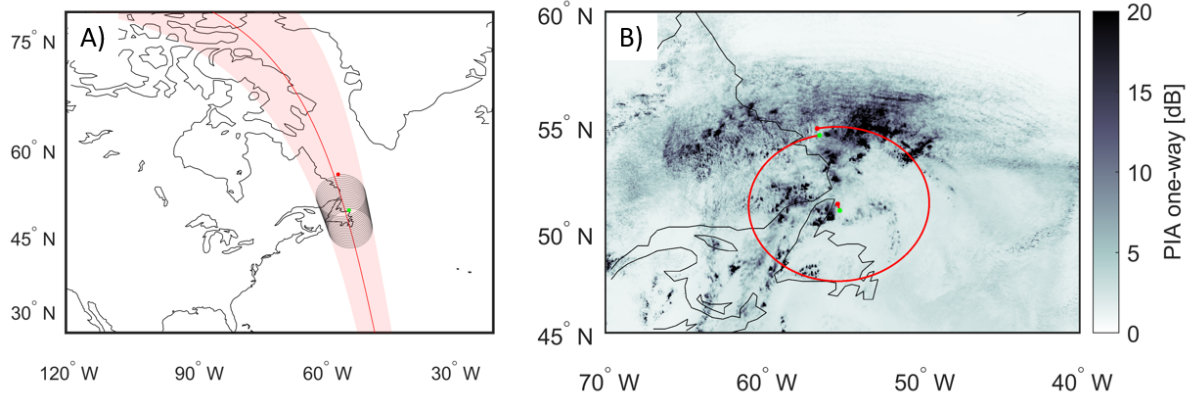 A)
75° N
60° N
45° N
30° N
120° W
90° W
60° W
30° W
B)
60° N
55° N
50° N
45° N
70° W
60° W
50° W
40° W
20
15
10
5
0
PIA one-way [dB]